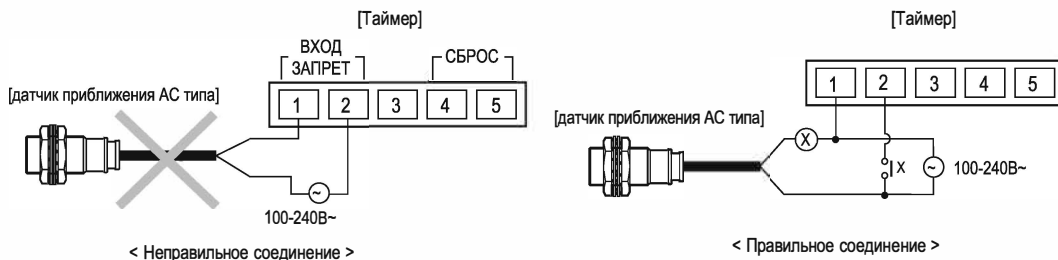 [Таймер]
ВХОД
ЗАПРЕТ
СБРОС
[датчик приближения АС типа]
1 2 3 4 5
~
100-240В~
< Неправильное соединение >
[Таймер]
1 2 3 4 5
[датчик приближения АС типа]
X
X
~
100-240В~
< Правильное соединение >